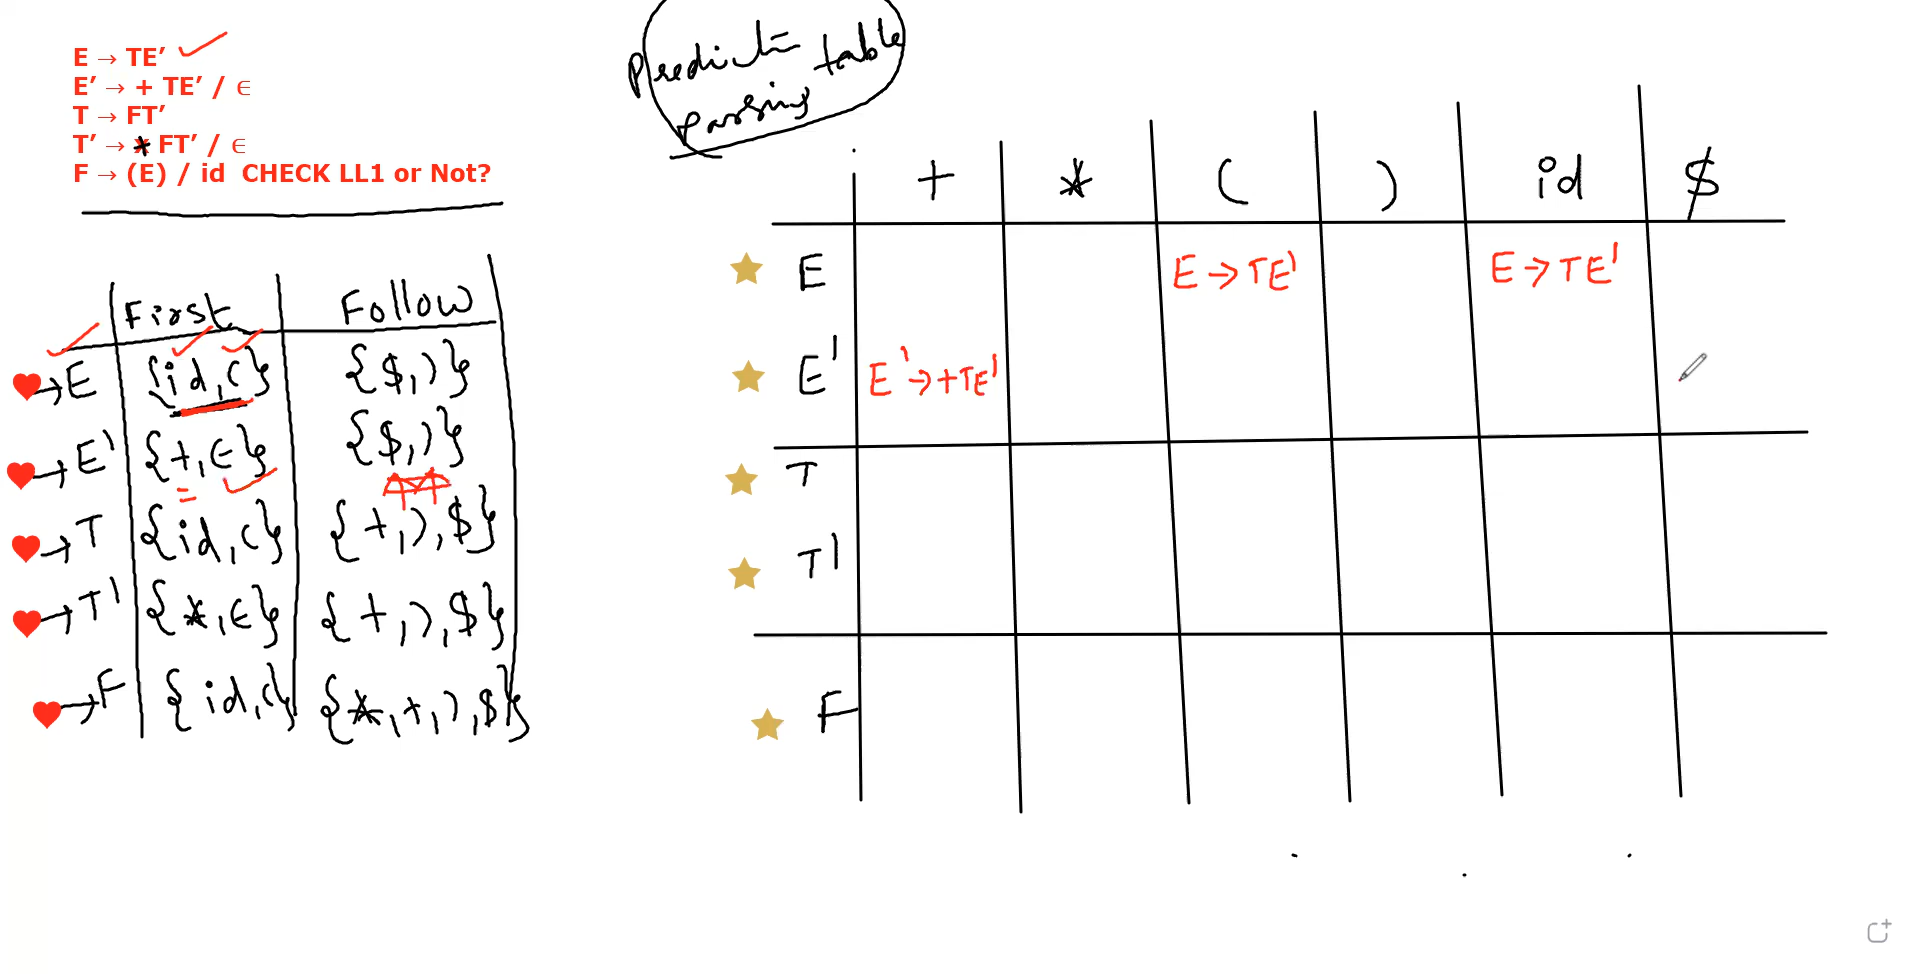 E → TE’
E’ → + TE’ / ∈
T → FT’
T’ → * FT’ / ∈
F → (E) / id CHECK LL1 or Not?
Predictive
parsing table
First Follow
→ E {id, (} {$, )}
→ E' {+, ∈} {$, )}
→ T {id, (} {+, ), $}
→ T' {*, ∈} {+, ), $}
→ F {id, (} {*, +, ), $}
+ * ( ) id $
E E → TE' E → TE'
E' E' → +TE'
T
T'
F